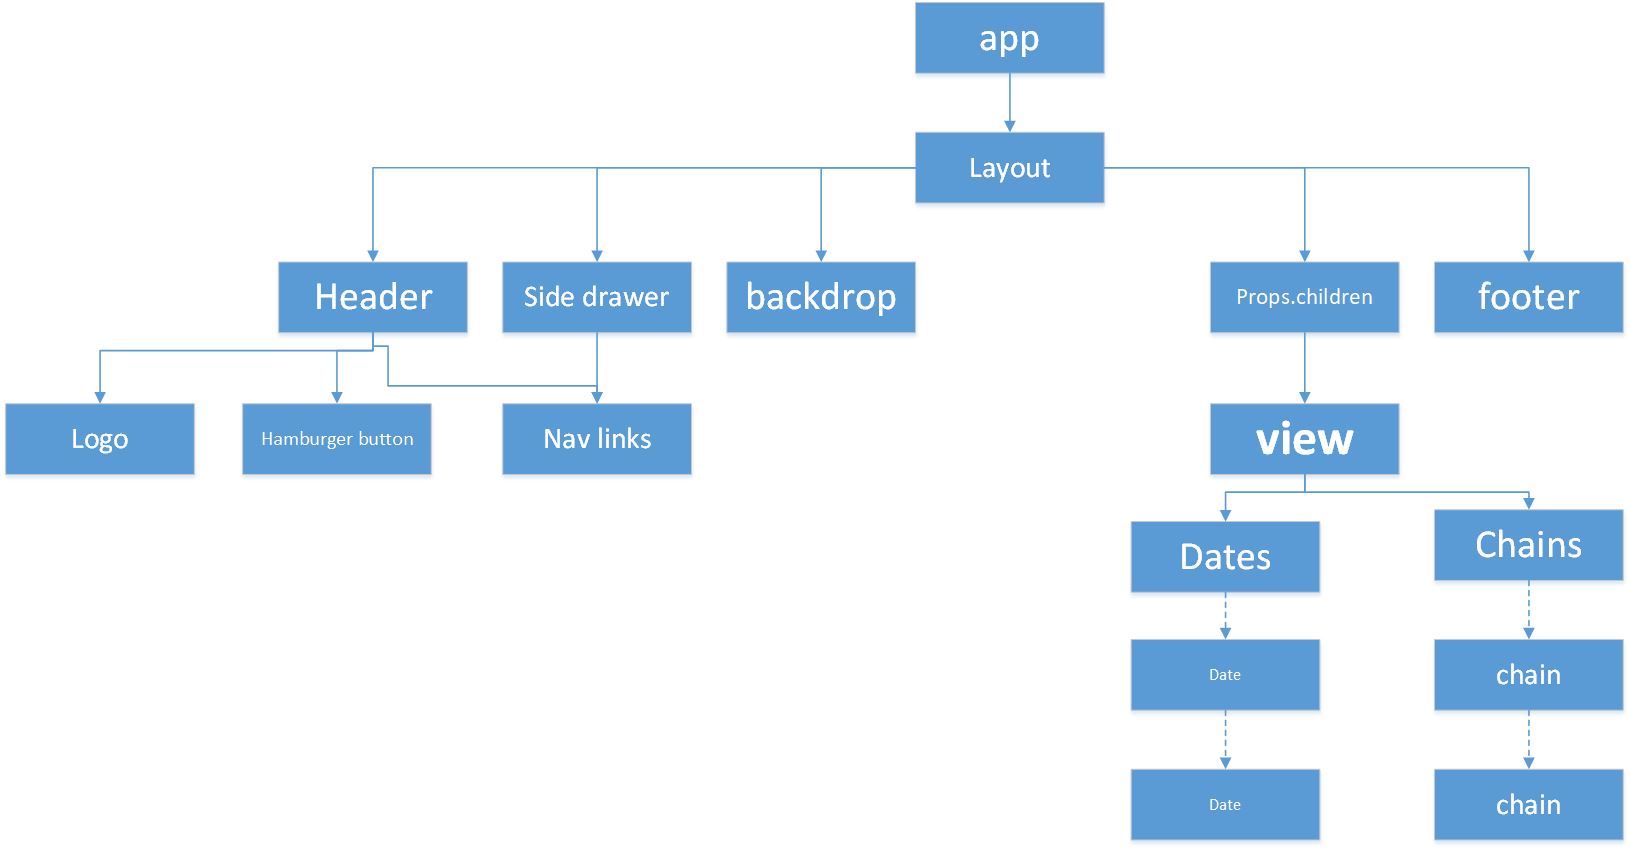 app
Layout
Header
Side drawer
backdrop
Props.children
footer
Logo
Hamburger button
Nav links
view
Dates
Chains
Date
chain
Date
chain